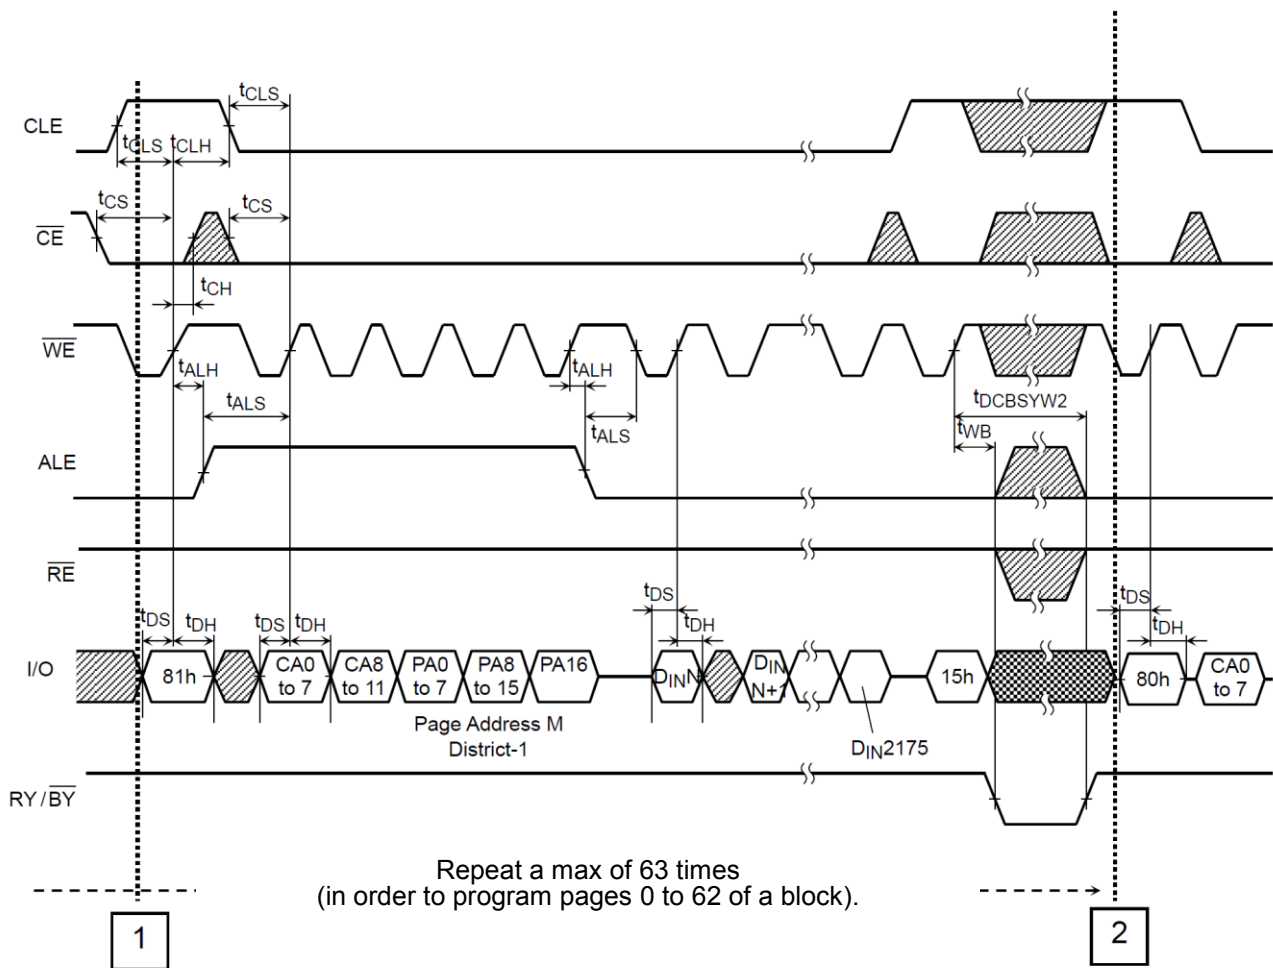 CLE
tCLS
tCLS tCLH
CE
tCS
tCS
tCH
WE
tALH
tALH
tALS
tALS
tDCBSYW2
tWB
ALE
RE
tDS
tDH
tDS
tDH
tDS
tDH
tDS
tDH
I/O
81h
CA0 to 7
CA8 to 11
PA0 to 7
PA8 to 15
PA16
DINN
DIN N+1
15h
80h
CA0 to 7
Page Address M
District-1
DIN2175
RY/BY
Repeat a max of 63 times
(in order to program pages 0 to 62 of a block).
1
2